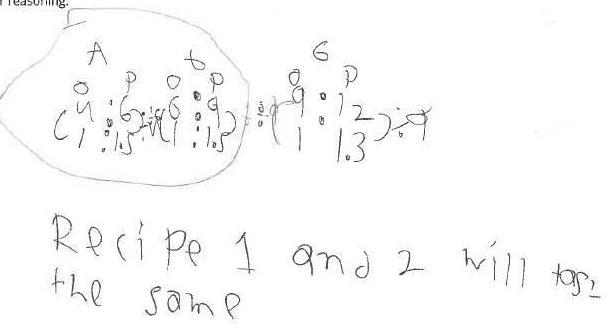 r reasoning.
A b 6
O P O P O P
4 : 6 6 : 9 9 : 12
1 : 1.5 1 : 1.5 1 1.3
Recipe 1 and 2 will
the same